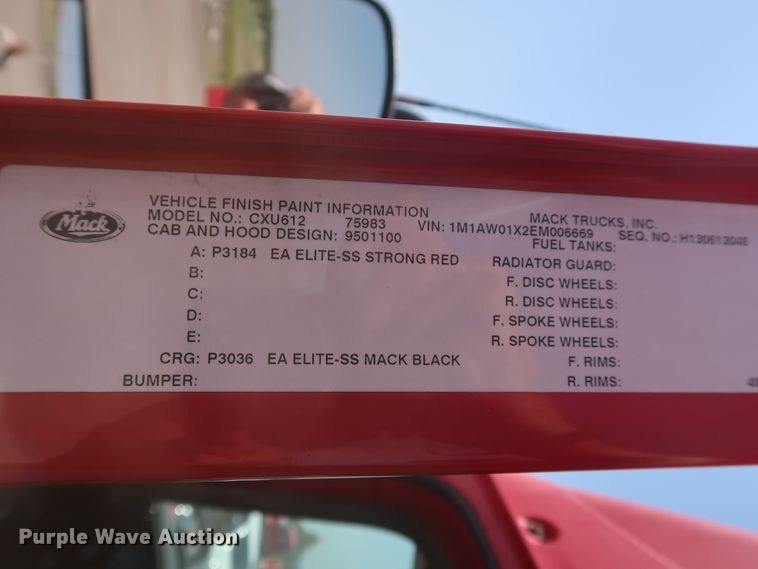 Mack
VEHICLE FINISH PAINT INFORMATION MACK TRUCKS, INC.
MODEL NO.: CXU612 75983 VIN: 1M1AW01X2EM006669 SEQ. NO.: H13061304E
CAB AND HOOD DESIGN: 9501100 FUEL TANKS:
A: P3184 EA ELITE-SS STRONG RED RADIATOR GUARD:
B: F. DISC WHEELS:
C: R. DISC WHEELS:
D: F. SPOKE WHEELS:
E: R. SPOKE WHEELS:
CRG: P3036 EA ELITE-SS MACK BLACK F. RIMS:
BUMPER: R. RIMS:
Purple Wave Auction